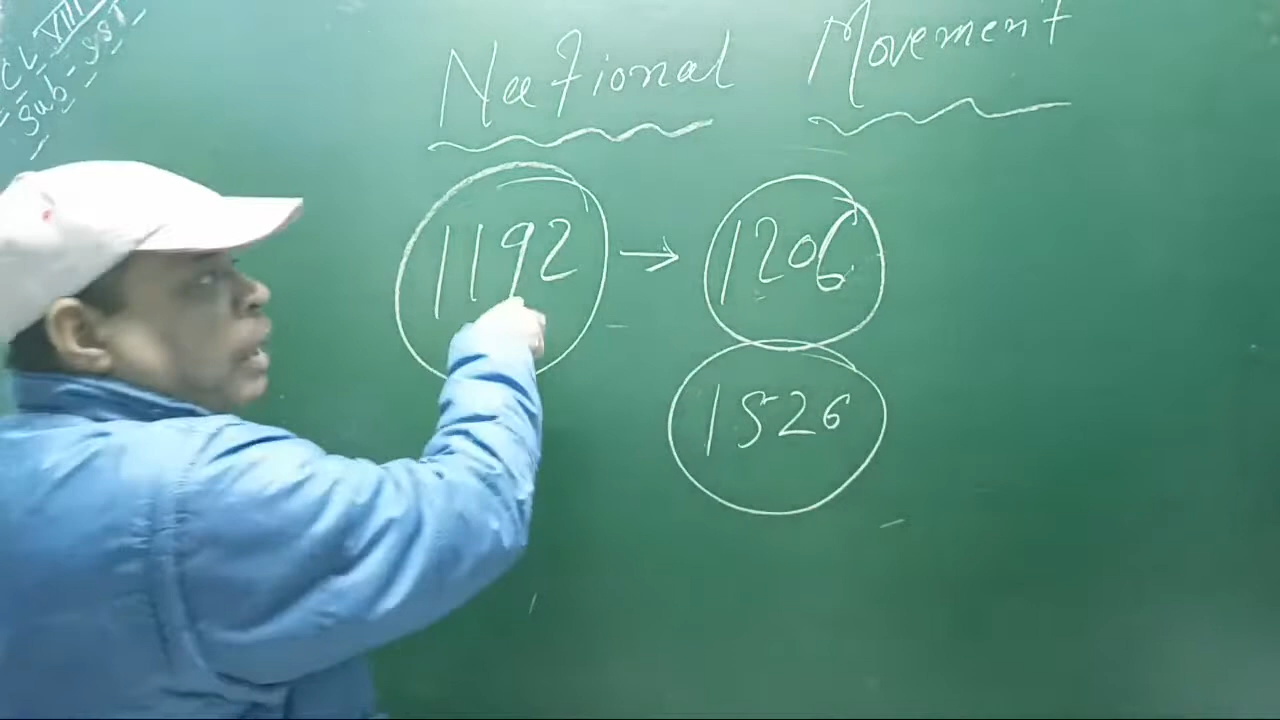 CL VIII
Sub - SST
National Movement
1192 → 1206
1526